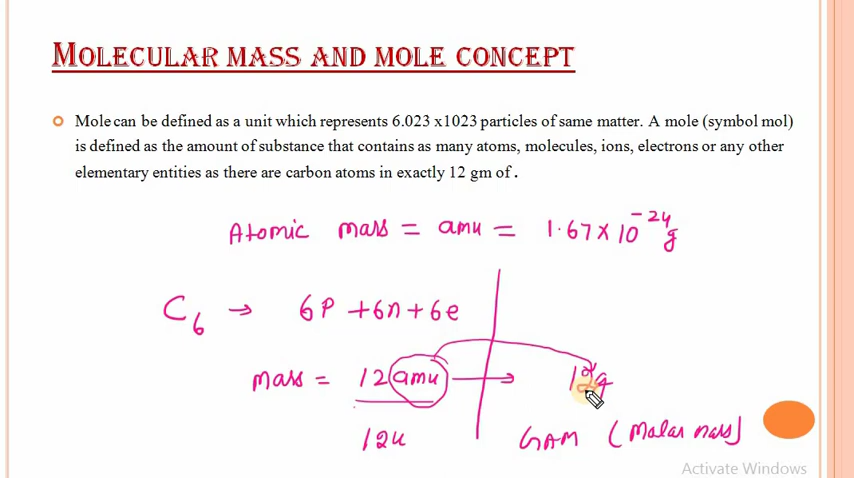 MOLECULAR MASS AND MOLE CONCEPT
Mole can be defined as a unit which represents 6.023 x1023 particles of same matter. A mole (symbol mol)
is defined as the amount of substance that contains as many atoms, molecules, ions, electrons or any other
elementary entities as there are carbon atoms in exactly 12 gm of .
Atomic mass = amu = 1.67 x 10⁻²⁴ g
C₆ → 6P + 6n + 6e
mass = 12 amu → 12g
12u GAM (Molar mass)
Activate Windows